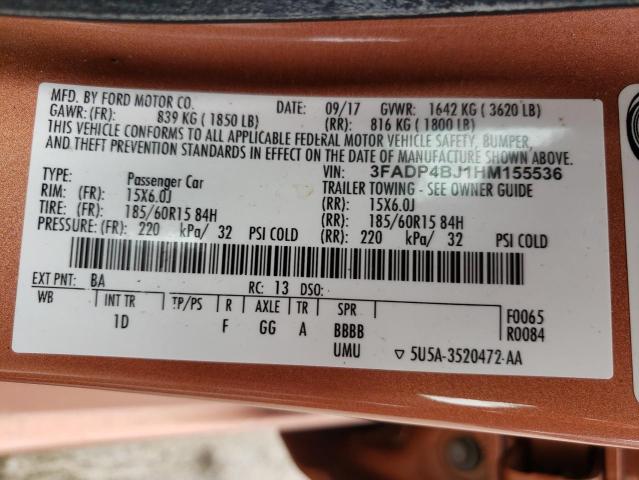 MFD. BY FORD MOTOR CO. DATE: 09/17 GVWR: 1642 KG ( 3620 LB)
GAWR: (FR): 839 KG ( 1850 LB) (RR): 816 KG ( 1800 LB)
THIS VEHICLE CONFORMS TO ALL APPLICABLE FEDERAL MOTOR VEHICLE SAFETY, BUMPER,
AND THEFT PREVENTION STANDARDS IN EFFECT ON THE DATE OF MANUFACTURE SHOWN ABOVE.
VIN: 3FADP4BJ1HM155536
TYPE: Passenger Car TRAILER TOWING - SEE OWNER GUIDE
RIM: (FR): 15X6.0J (RR): 15X6.0J
TIRE: (FR): 185/60R15 84H (RR): 185/60R15 84H
PRESSURE: (FR): 220 kPa/ 32 PSI COLD (RR): 220 kPa/ 32 PSI COLD
EXT PNT: BA RC: 13 DSO:
WB INT TR TP/PS R AXLE TR SPR F0065
1D F GG A BBBB R0084
UMU ▽ 5U5A-3520472-AA